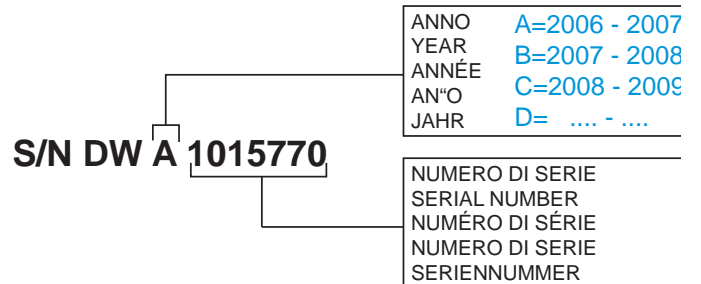 ANNO
YEAR
ANNÉE
AN“O
JAHR
A=2006 - 2007
B=2007 - 2008
C=2008 - 2009
D= .... - ....
S/N DW A 1015770
NUMERO DI SERIE
SERIAL NUMBER
NUMÉRO DI SÉRIE
NUMERO DI SERIE
SERIENNUMMER